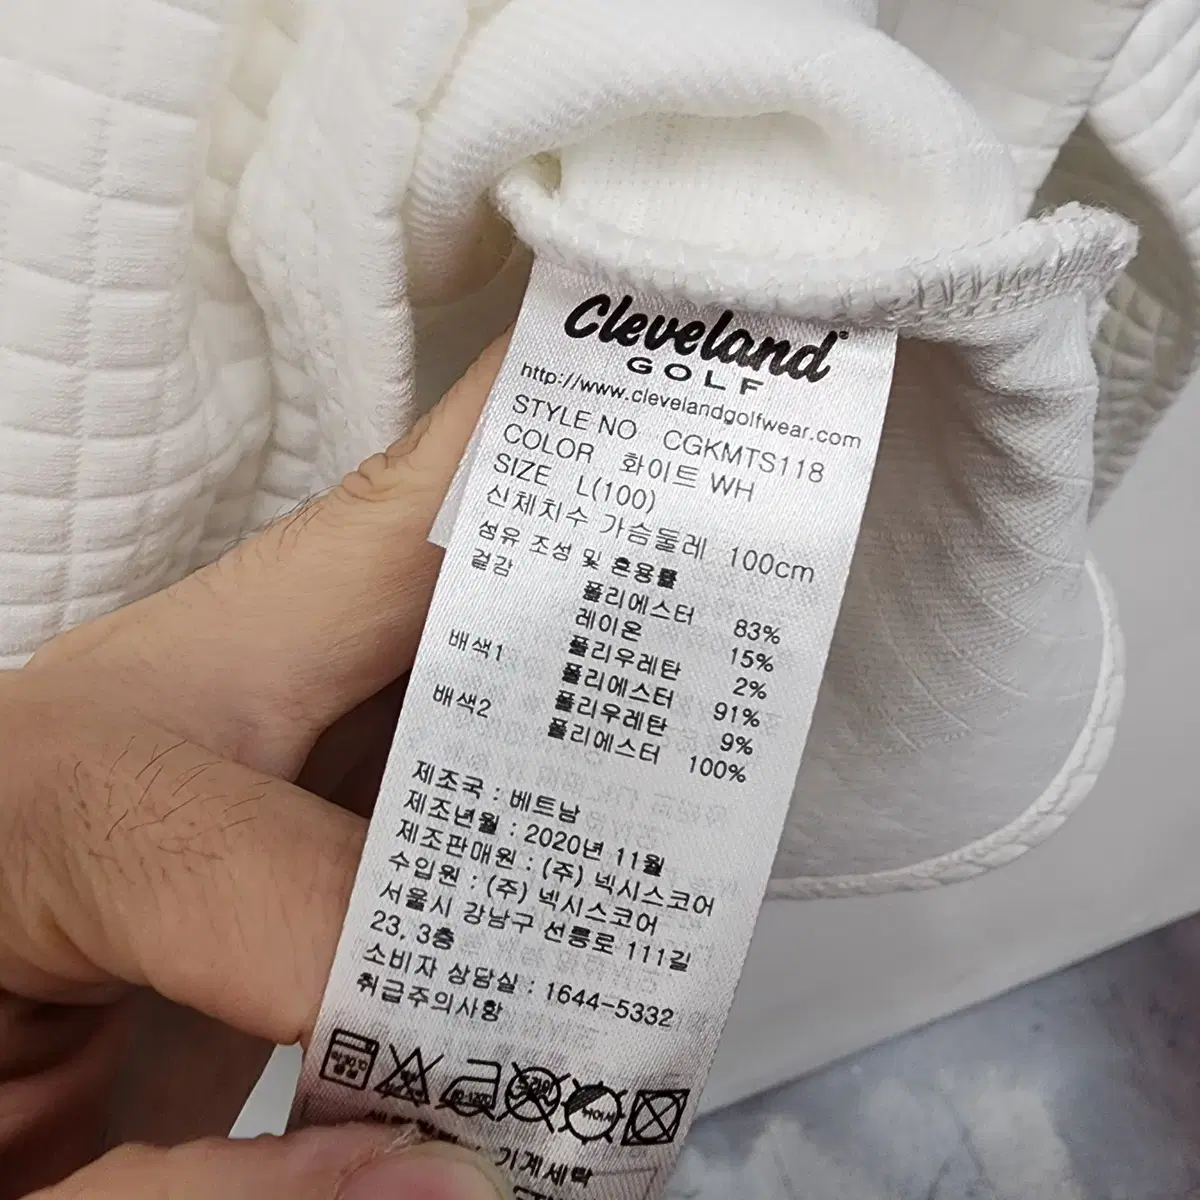 Cleveland
GOLF
http://www.clevelandgolfwear.com
STYLE NO CGKMTS118
COLOR 화이트 WH
SIZE L(100)
신체치수 가슴둘레 100cm
섬유 조성 및 혼용률
겉감 폴리에스터 83%
레이온 15%
폴리우레탄 2%
배색1 폴리에스터 91%
폴리우레탄 9%
배색2 폴리에스터 100%
제조국 : 베트남
제조년월 : 2020년 11월
제조판매원 : (주) 넥시스코어
수입원 : (주) 넥시스코어
서울시 강남구 선릉로 111길
23, 3층
소비자 상담실 : 1644-5332
취급주의사항
기계세탁